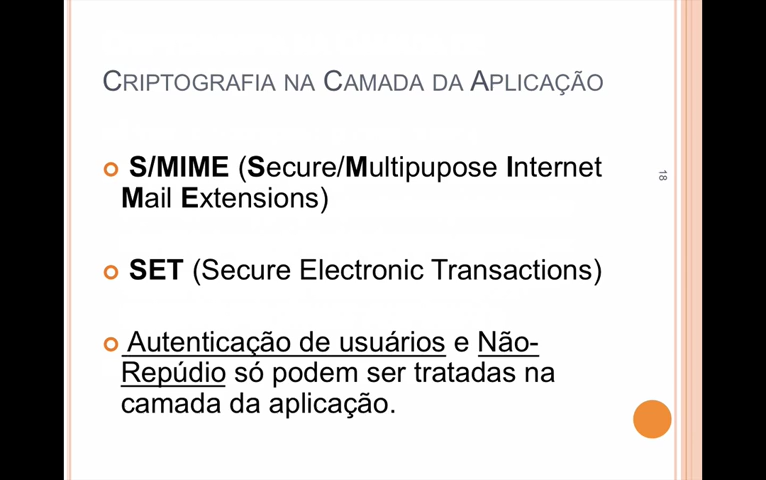 CRIPTOGRAFIA NA CAMADA DA APLICAÇÃO
S/MIME (Secure/Multipupose Internet
Mail Extensions)
18
SET (Secure Electronic Transactions)
Autenticação de usuários e Não-
Repúdio só podem ser tratadas na
camada da aplicação.